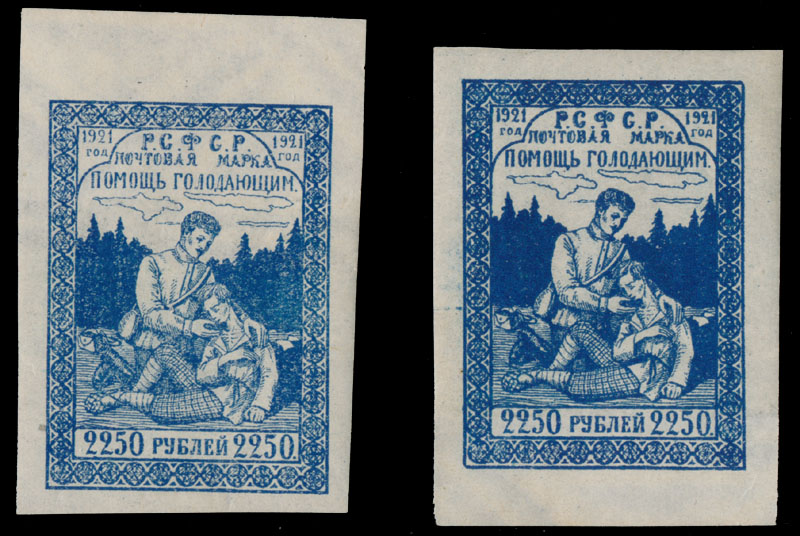 1921 ГОД Р.С.Ф С.Р. 1921 ГОД
ПОЧТОВАЯ МАРКА
ПОМОЩЬ ГОЛОДАЮЩИМ.
2250 РУБЛЕЙ 2250.
1921 ГОД Р.С.Ф С.Р. 1921 ГОД
ПОЧТОВАЯ МАРКА
ПОМОЩЬ ГОЛОДАЮЩИМ.
2250 РУБЛЕЙ 2250.